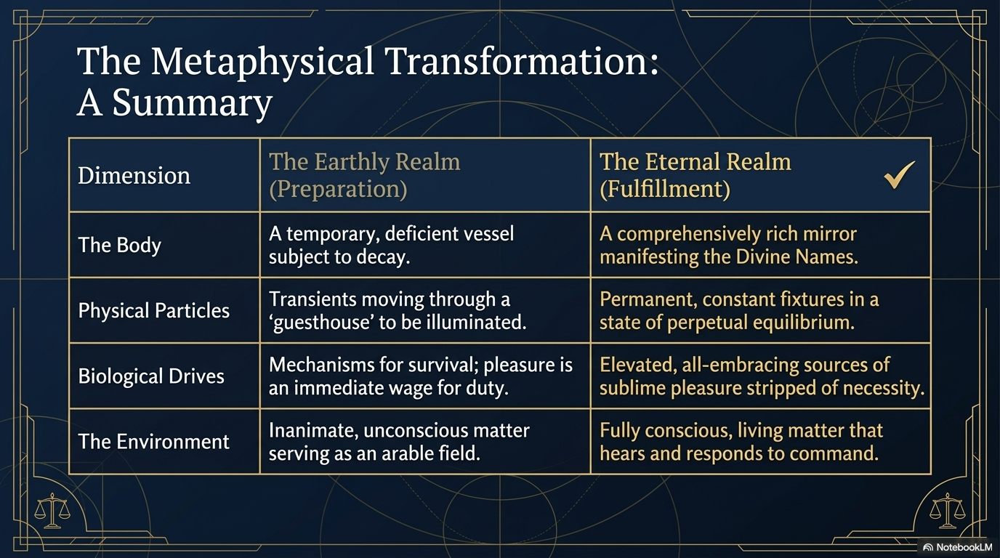 The Metaphysical Transformation:
A Summary
Dimension
The Earthly Realm
(Preparation)
The Eternal Realm
(Fulfillment)
The Body
A temporary, deficient vessel
subject to decay.
A comprehensively rich mirror
manifesting the Divine Names.
Physical Particles
Transients moving through a
‘guesthouse’ to be illuminated.
Permanent, constant fixtures in a
state of perpetual equilibrium.
Biological Drives
Mechanisms for survival; pleasure is
an immediate wage for duty.
Elevated, all-embracing sources of
sublime pleasure stripped of necessity.
The Environment
Inanimate, unconscious matter
serving as an arable field.
Fully conscious, living matter that
hears and responds to command.
NotebookLM